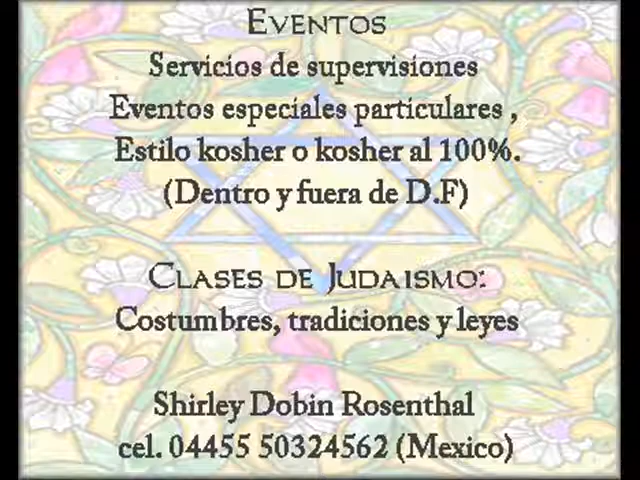 EVENTOS
Servicios de supervisiones
Eventos especiales particulares ,
Estilo kosher o kosher al 100%.
(Dentro y fuera de D.F)
CLASES DE JUDAISMO:
Costumbres, tradiciones y leyes
Shirley Dobin Rosenthal
cel. 04455 50324562 (Mexico)